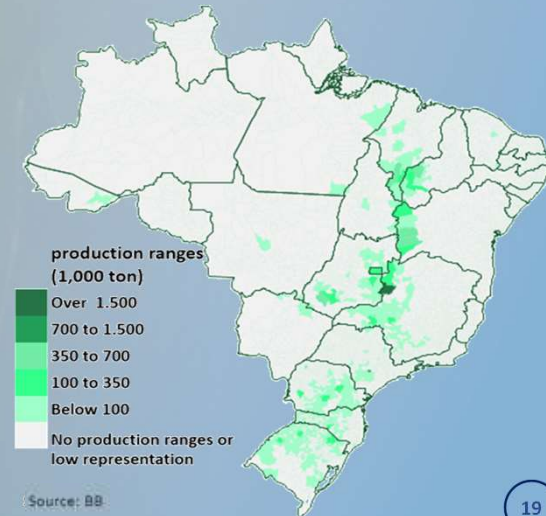 production ranges
(1,000 ton)
Over 1.500
700 to 1.500
350 to 700
100 to 350
Below 100
No production ranges or
low representation
Source: BB
19